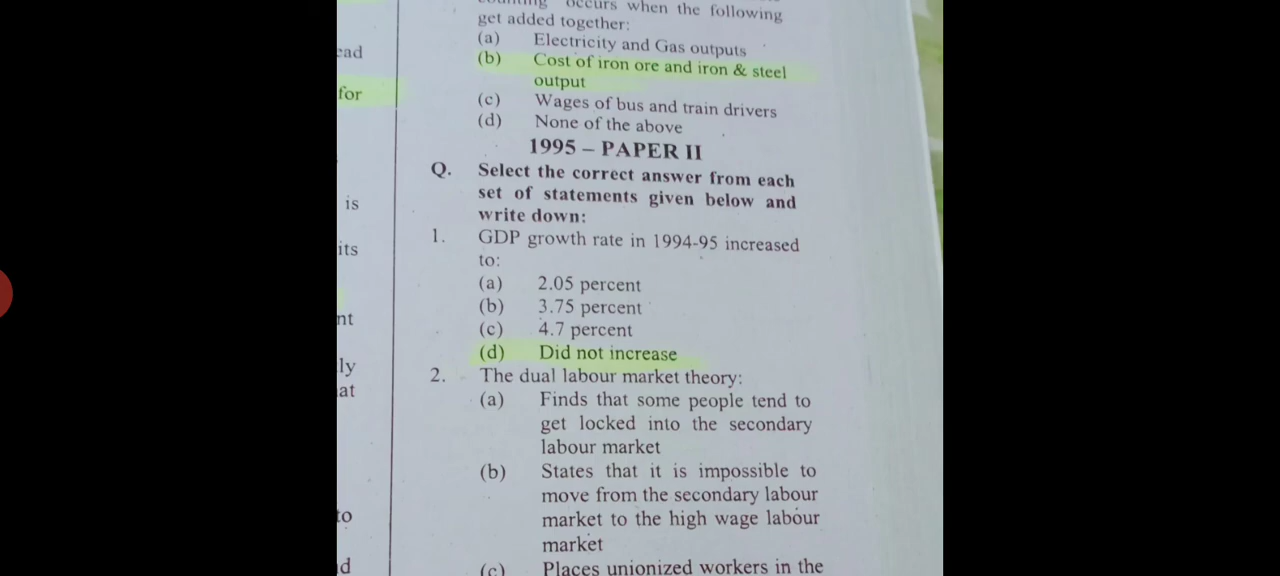 ead
for
is
its
nt
ly
at
to
d
occurs when the following
get added together:
(a) Electricity and Gas outputs
(b) Cost of iron ore and iron & steel
output
(c) Wages of bus and train drivers
(d) None of the above
1995 – PAPER II
Q. Select the correct answer from each
set of statements given below and
write down:
1. GDP growth rate in 1994-95 increased
to:
(a) 2.05 percent
(b) 3.75 percent
(c) 4.7 percent
(d) Did not increase
2. The dual labour market theory:
(a) Finds that some people tend to
get locked into the secondary
labour market
(b) States that it is impossible to
move from the secondary labour
market to the high wage labour
market
(c) Places unionized workers in the